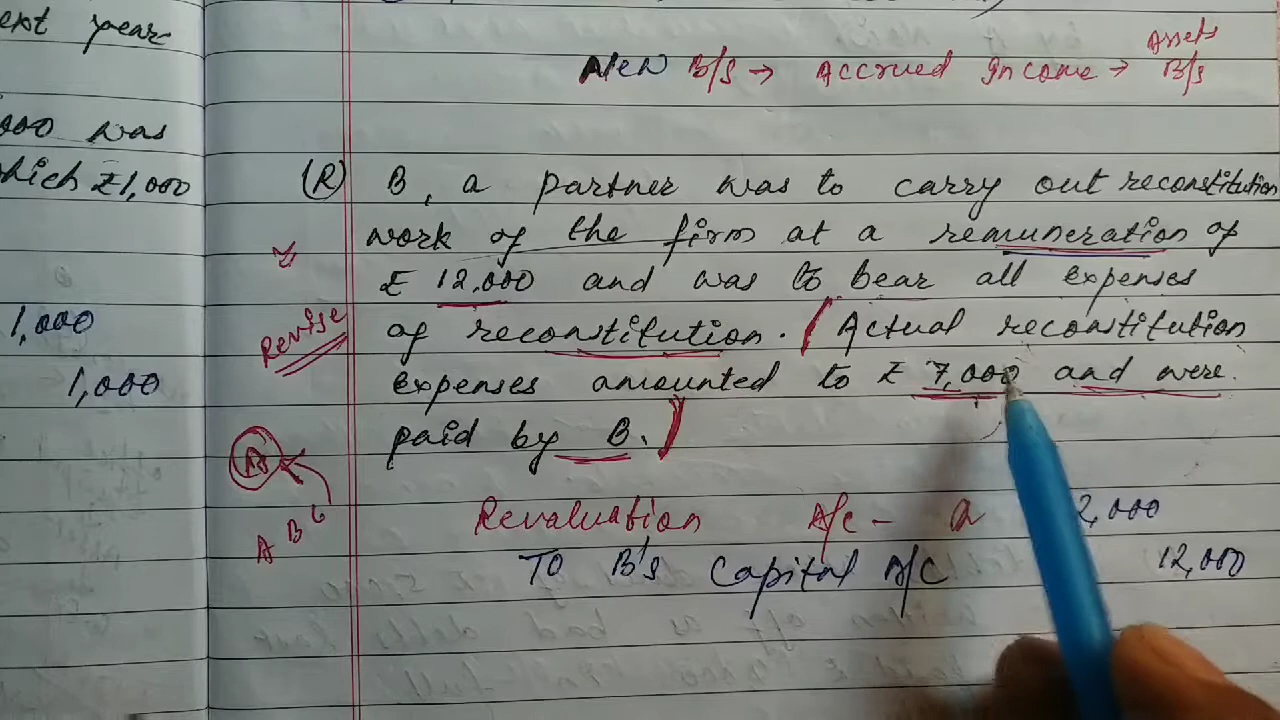 ext year
000 was
hich ₹1,000
1,000
1,000
Assets
New B/S → Accrued Income → B/S
(R) B, a partner was to carry out reconstitution
work of the firm at a remuneration of
₹ 12,000 and was to bear all expenses
of reconstitution. Actual reconstitution
expenses amounted to ₹ 7,000 and were
paid by B.
Revise
A B C
Revaluation A/c - 2,000
To B's Capital A/C 12,000